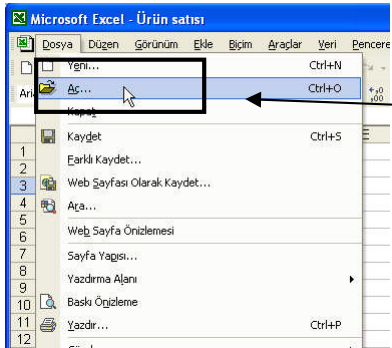 Microsoft Excel - Ürün satısı
Dosya Düzen Görünüm Ekle Biçim Araçlar Veri Pencere
Yeni... Ctrl+N
Ari
Aç... Ctrl+O
Kapat
Kaydet Ctrl+S
E
1
Farklı Kaydet...
2
3 Web Sayfası Olarak Kaydet...
4 Ara...
5
6 Web Sayfa Önizlemesi
7 Sayfa Yapısı...
8 Yazdırma Alanı
9
10 Baskı Önizleme
11 Yazdır... Ctrl+P
12